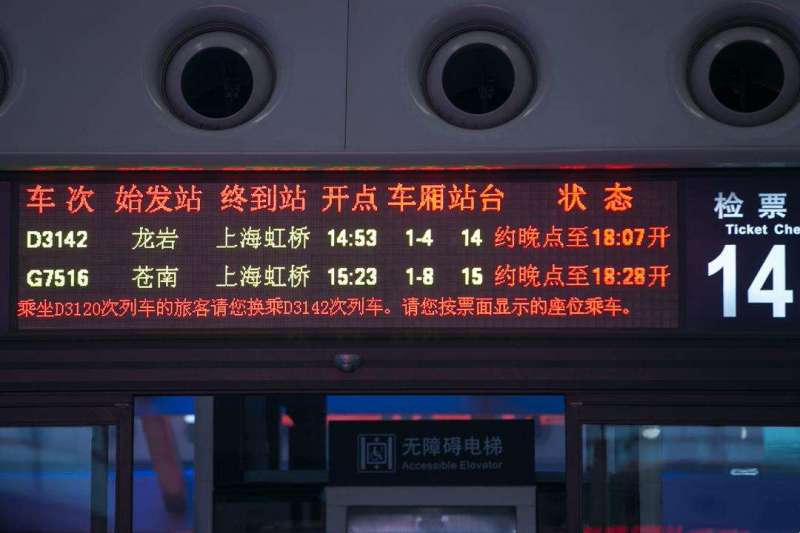 车次 始发站 终到站 开点 车厢 站台 状态
D3142 龙岩 上海虹桥 14:53 1-4 14 约晚点至18:07开
G7516 苍南 上海虹桥 15:23 1-8 15 约晚点至18:28开
乘坐D3120次列车的旅客请您换乘D3142次列车。请您按票面显示的座位乘车。
检票
Ticket Che
14
无障碍电梯
Accessible Elevator